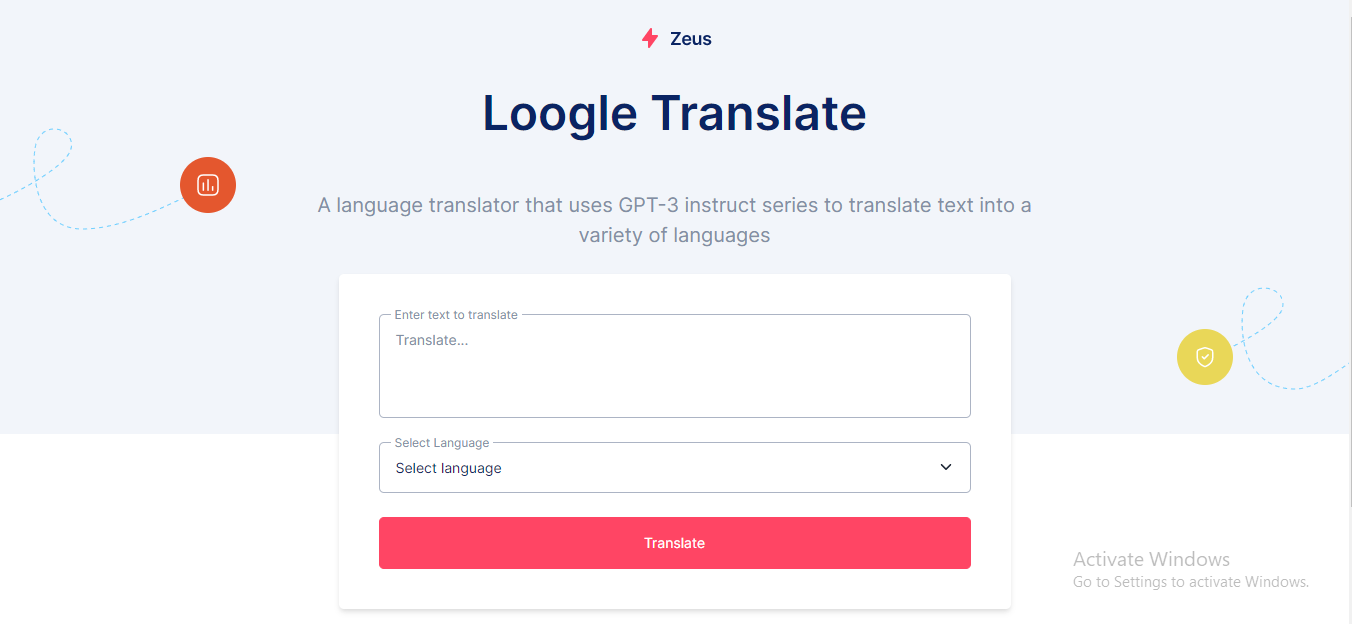 Zeus
Loogle Translate
A language translator that uses GPT-3 instruct series to translate text into a
variety of languages
Enter text to translate
Translate...
Select Language
Select language
Translate
Activate Windows
Go to Settings to activate Windows.